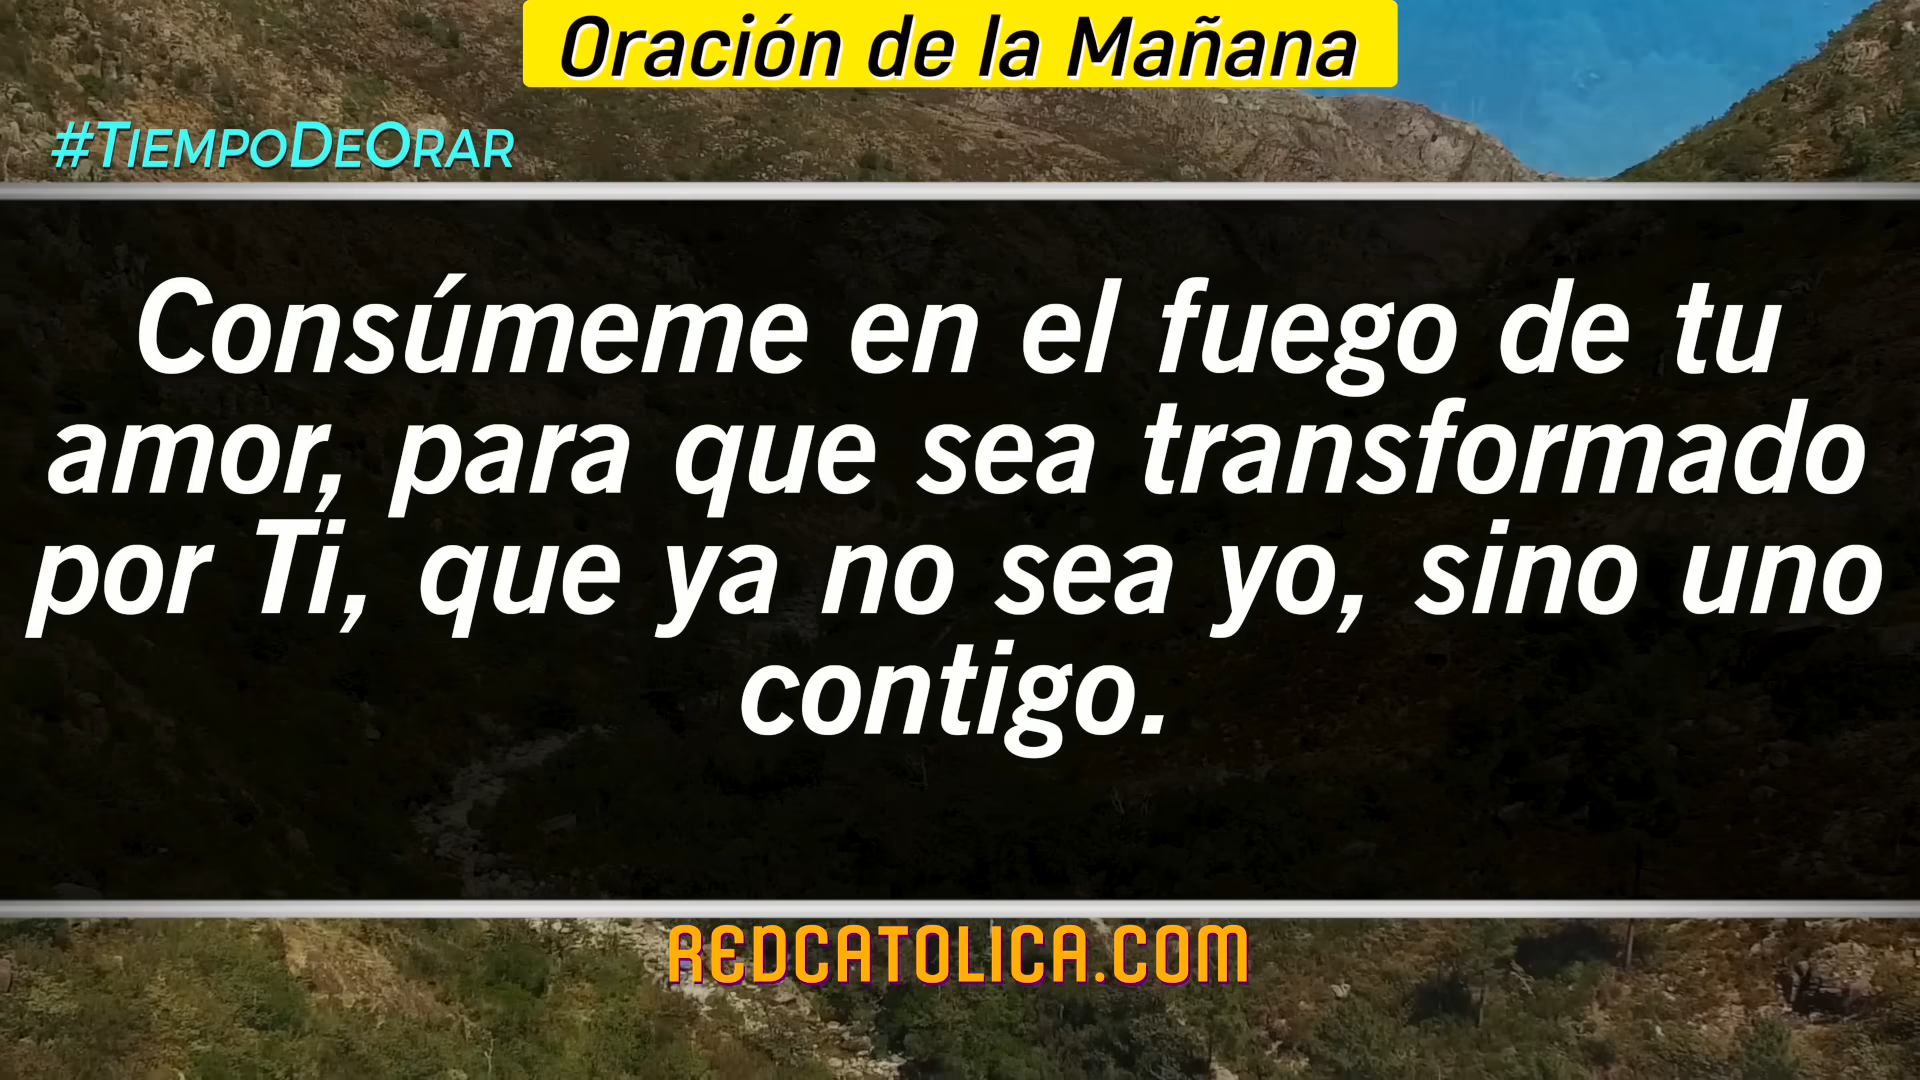 Oración de la Mañana
#TiempoDeOrar
Consúmeme en el fuego de tu
amor, para que sea transformado
por Ti, que ya no sea yo, sino uno
contigo.
REDCATOLICA.COM